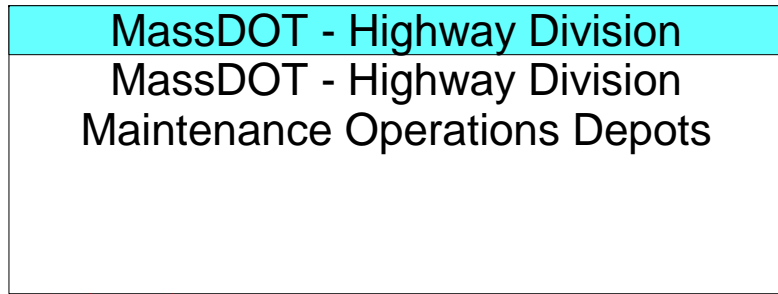 MassDOT - Highway Division
MassDOT - Highway Division
Maintenance Operations Depots